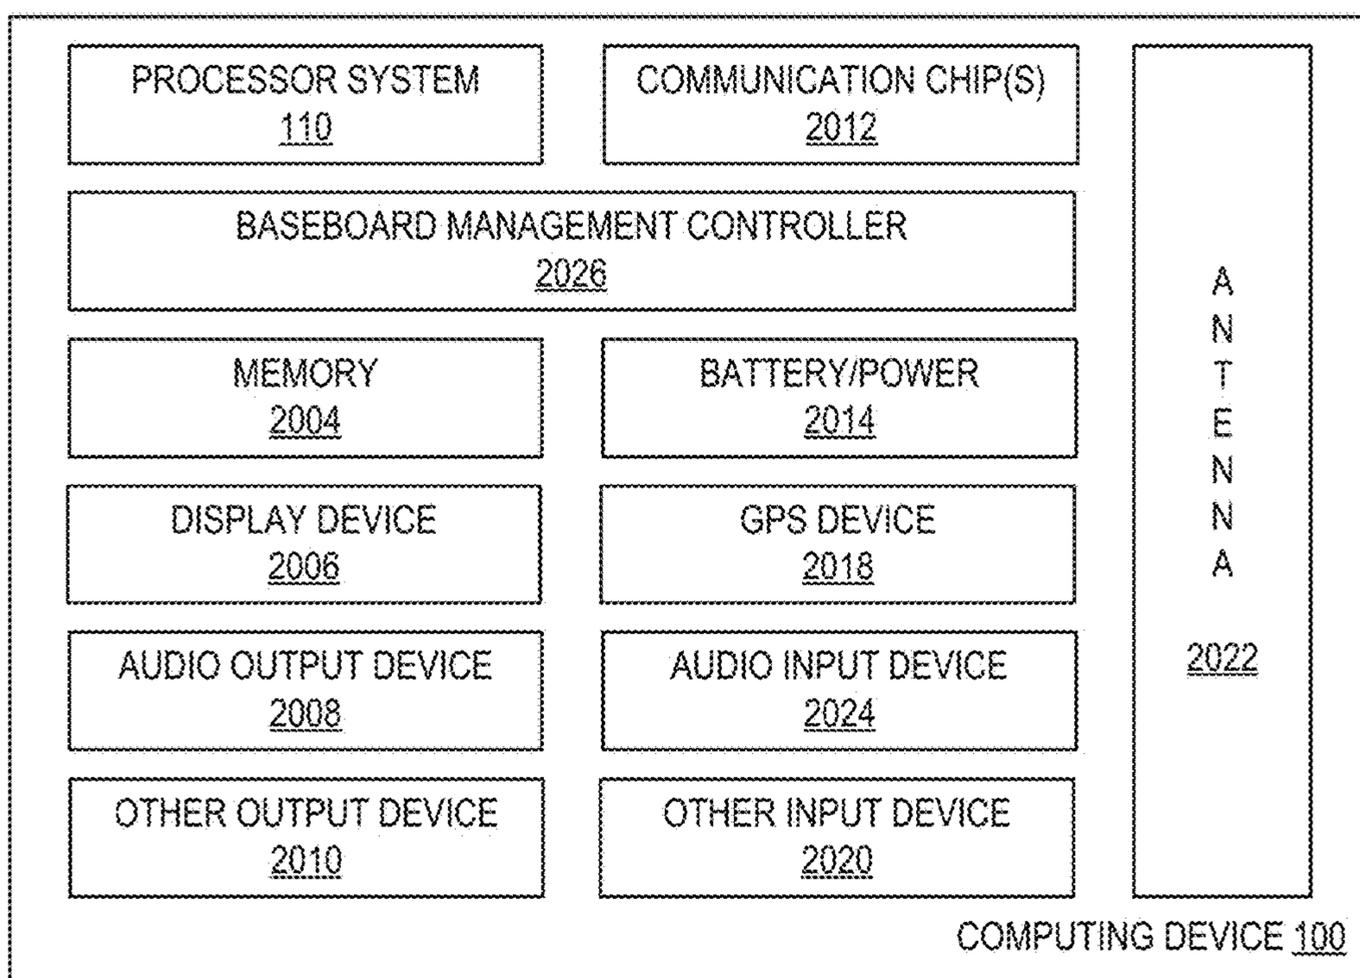 PROCESSOR SYSTEM
110
COMMUNICATION CHIP(S)
2012
BASEBOARD MANAGEMENT CONTROLLER
2026
MEMORY
2004
BATTERY/POWER
2014
DISPLAY DEVICE
2006
GPS DEVICE
2018
AUDIO OUTPUT DEVICE
2008
AUDIO INPUT DEVICE
2024
OTHER OUTPUT DEVICE
2010
OTHER INPUT DEVICE
2020
A
N
T
E
N
N
A
2022
COMPUTING DEVICE 100